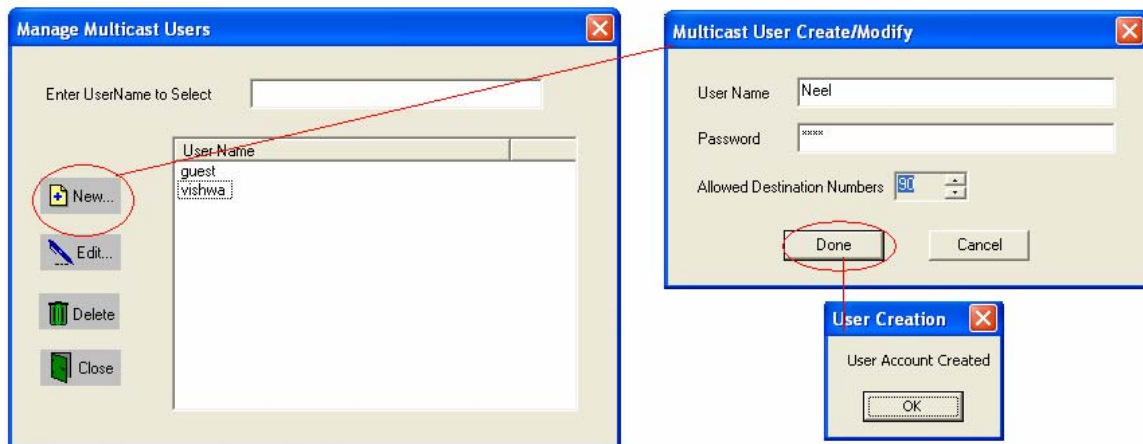 Manage Multicast Users
Enter UserName to Select
User Name
guest
vishwa
New...
Edit...
Delete
Close
Multicast User Create/Modify
User Name Neel
Password ****
Allowed Destination Numbers 90
Done Cancel
User Creation
User Account Created
OK